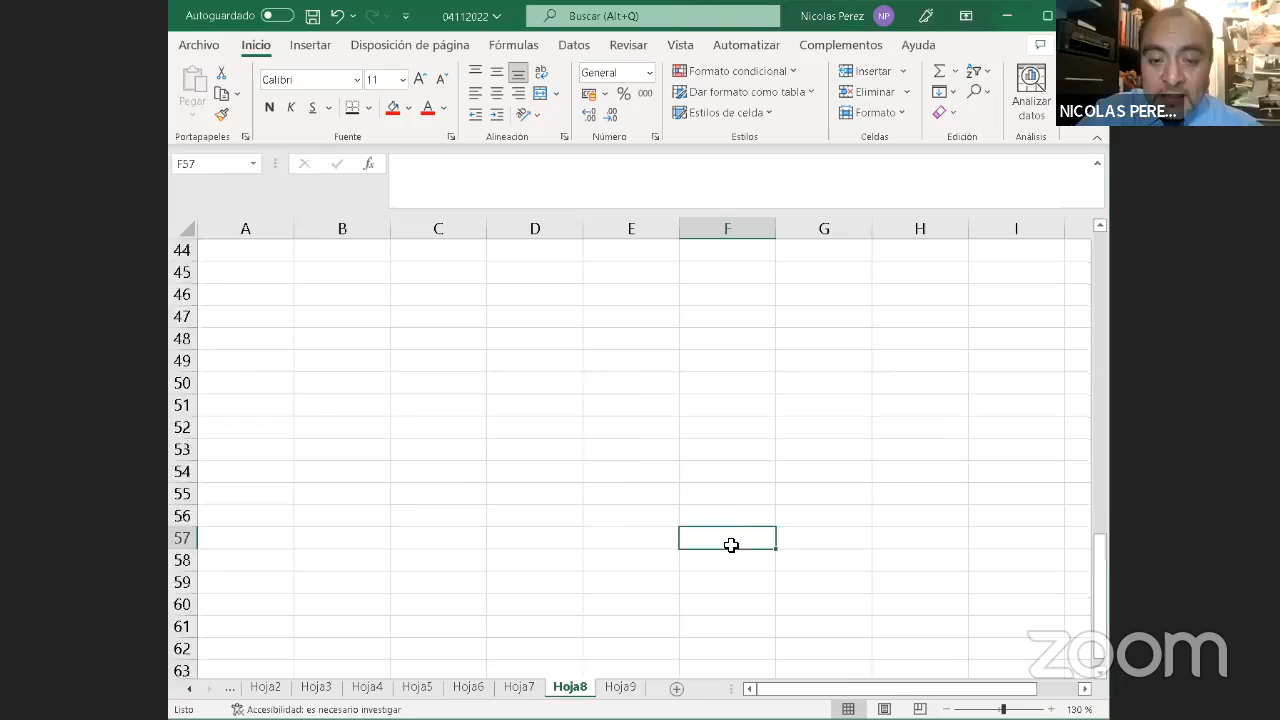 Autoguardado 04112022 Buscar (Alt+Q) Nicolas Perez NP
Archivo Inicio Insertar Disposición de página Fórmulas Datos Revisar Vista Automatizar Complementos Ayuda
Pegar
Calibri 11
N K S
General
% 000
Formato condicional
Dar formato como tabla
Estilos de celda
Insertar
Eliminar
Formato
Analizar
datos
Portapapeles Fuente Alineación Número Estilos Celdas Edición Análisis
NICOLAS PERE...
F57 fx
A B C D E F G H I
44
45
46
47
48
49
50
51
52
53
54
55
56
57
58
59
60
61
62
63
zoom
... Hoja2 Hoja3 Hoja4 Hoja5 Hoja6 Hoja7 Hoja8 Hoja9
Listo Accesibilidad: es necesario investigar 130 %